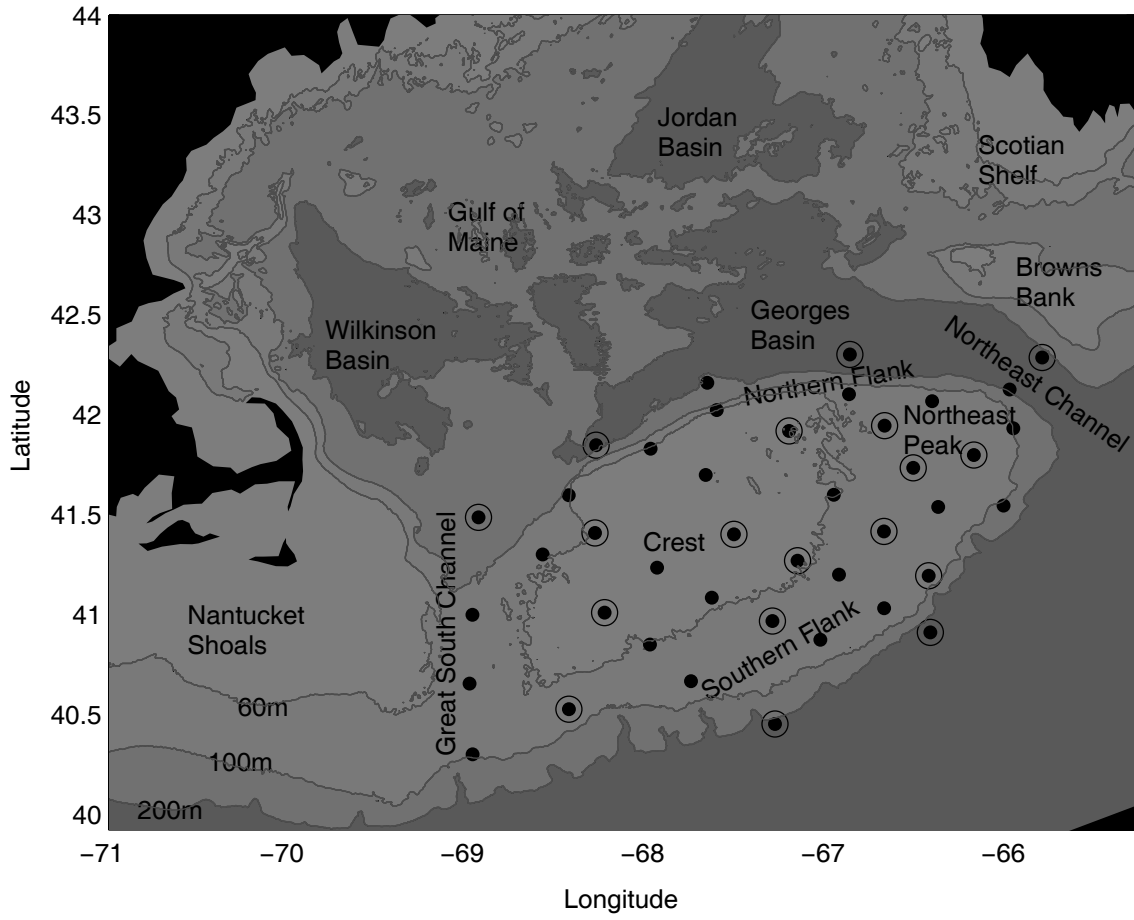 44
43.5
43
42.5
42
41.5
41
40.5
40
Latitude
Jordan
Basin
Scotian
Shelf
Gulf of
Maine
Browns
Bank
Georges
Basin
Wilkinson
Basin
Northeast Channel
Northern Flank
Northeast
Peak
Crest
Great South Channel
Nantucket
Shoals
Southern Flank
60m
100m
200m
−71
−70
−69
−68
−67
−66
Longitude